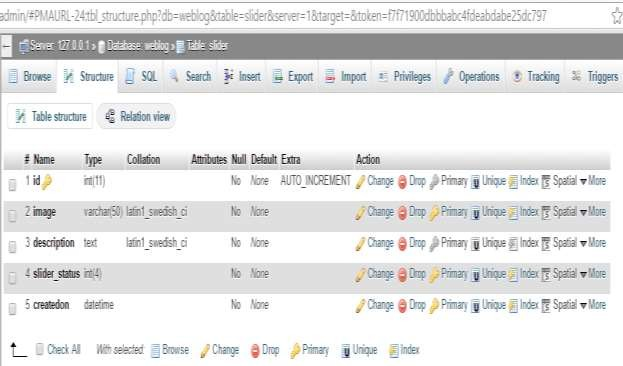 admin/#PMAURL-24:tbl_structure.php?db=weblog&table=slider&server=1&target=&token=f7f71900dbbbabc4fdeabdabe25dc797
Server: 127.0.0.1 » Database: weblog » Table: slider
Browse Structure SQL Search Insert Export Import Privileges Operations Tracking Triggers
Table structure Relation view
# Name Type Collation Attributes Null Default Extra Action
1 id int(11) No None AUTO_INCREMENT Change Drop Primary Unique Index Spatial More
2 image varchar(50) latin1_swedish_ci No None Change Drop Primary Unique Index Spatial More
3 description text latin1_swedish_ci No None Change Drop Primary Unique Index Spatial More
4 slider_status int(4) No None Change Drop Primary Unique Index Spatial More
5 createdon datetime No None Change Drop Primary Unique Index Spatial More
Check All With selected: Browse Change Drop Primary Unique Index